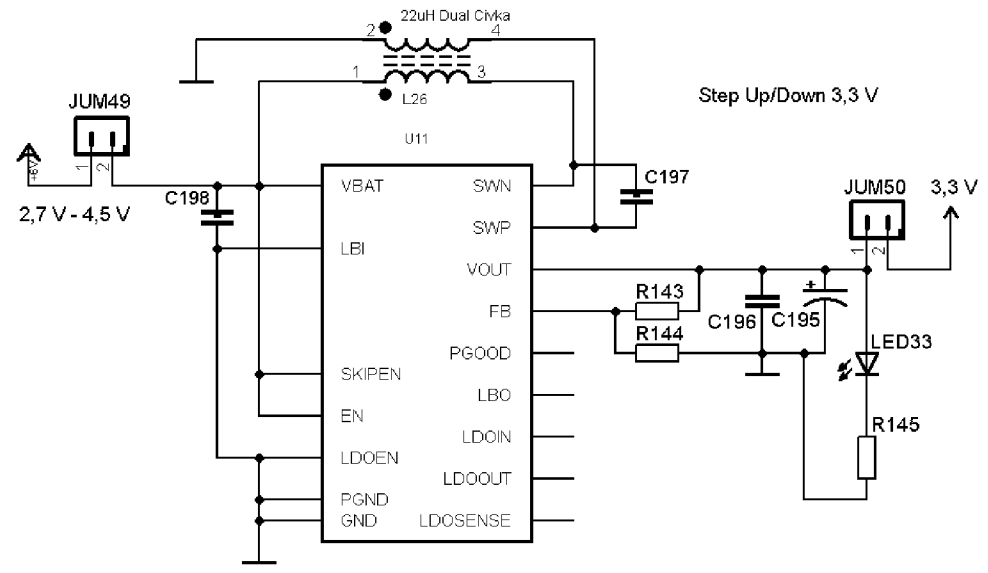 22uH Dual Civka
2
4
1
3
L26
Step Up/Down 3,3 V
JUM49
U11
+6V
1
2
C198
2,7 V - 4,5 V
VBAT
SWN
C197
JUM50
3,3 V
LBI
SWP
1
2
VOUT
FB
R143
+
C196
C195
R144
PGOOD
LED33
SKIPEN
LBO
EN
LDOIN
R145
LDOEN
LDOOUT
PGND
GND
LDOSENSE